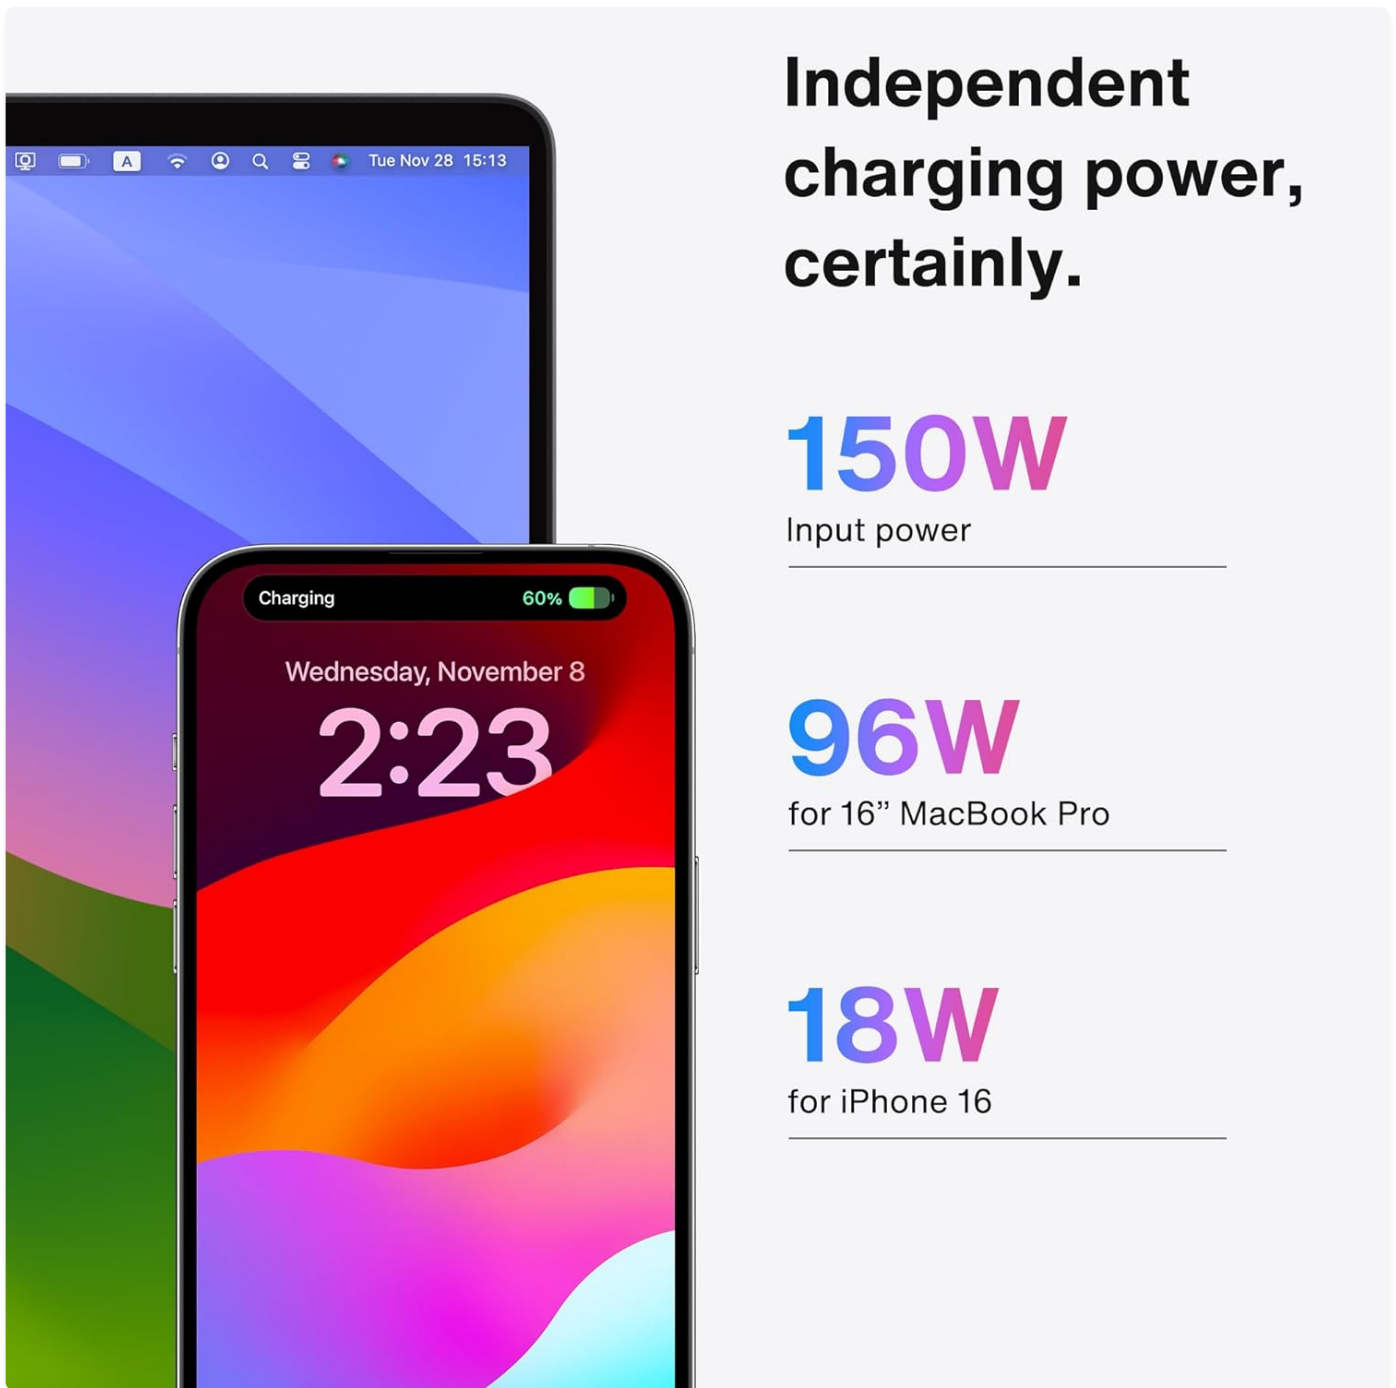 Independent
charging power,
certainly.
A
Tue Nov 28 15:13
150W
Input power
Charging 60%
Wednesday, November 8
2:23
96W
for 16” MacBook Pro
18W
for iPhone 16